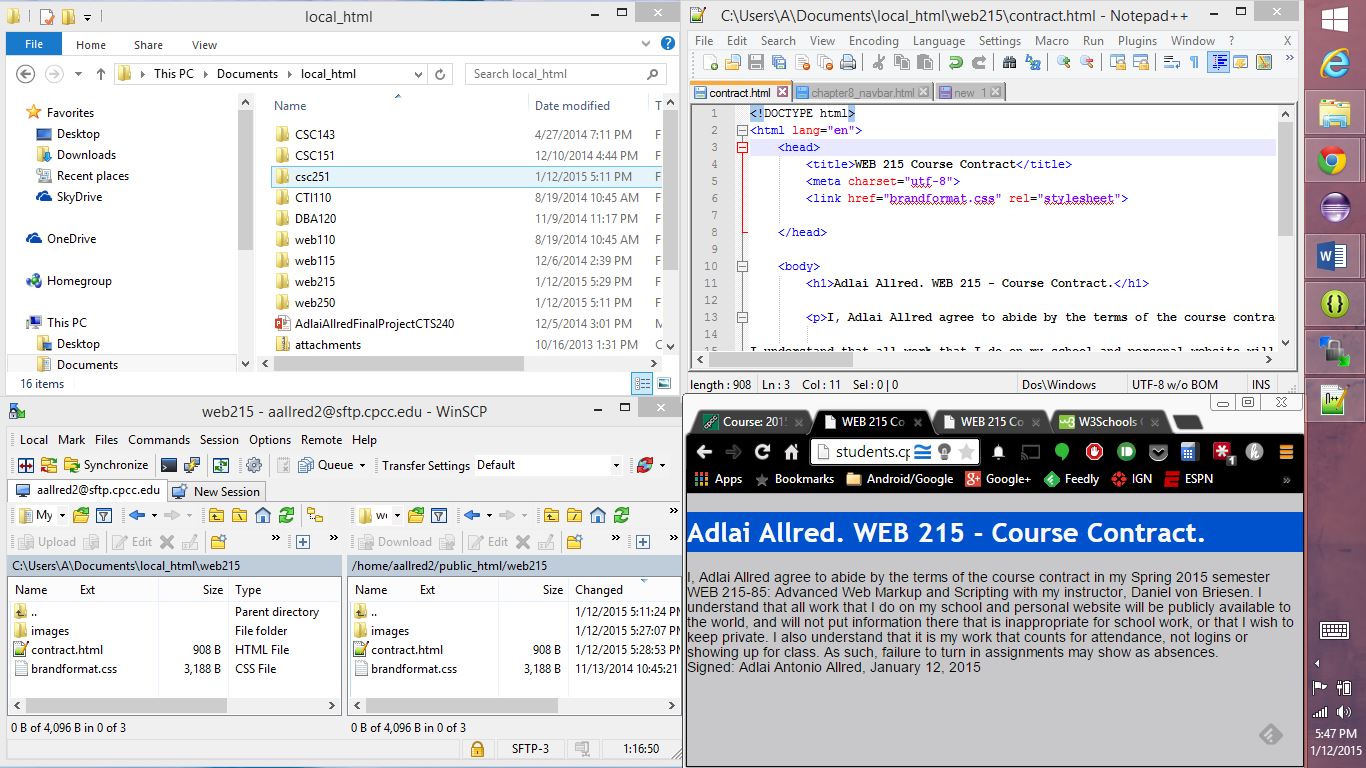 local_html
File Home Share View
This PC Documents local_html Search local_html
Favorites
Desktop
Downloads
Recent places
SkyDrive
OneDrive
Homegroup
This PC
Desktop
Documents
Name Date modified T
CSC143 4/27/2014 7:11 PM F
CSC151 12/10/2014 4:44 PM F
csc251 1/12/2015 5:11 PM F
CTI110 8/19/2014 10:45 AM F
DBA120 11/9/2014 11:17 PM F
web110 8/19/2014 10:45 AM F
web115 12/6/2014 2:39 PM F
web215 1/12/2015 5:29 PM F
web250 1/12/2015 5:11 PM F
AdlaiAllredFinalProjectCTS240 12/5/2014 3:01 PM M
attachments 10/16/2013 1:31 PM C
16 items
C:\Users\A\Documents\local_html\web215\contract.html - Notepad++
File Edit Search View Encoding Language Settings Macro Run Plugins Window ? X
contract.html chapter8_navbar.html new 1
1 <!DOCTYPE html>
2 <html lang="en">
3 <head>
4 <title>WEB 215 Course Contract</title>
5 <meta charset="utf-8">
6 <link href="brandformat.css" rel="stylesheet">
7
8 </head>
9
10 <body>
11 <h1>Adlai Allred. WEB 215 - Course Contract.</h1>
12
13 <p>I, Adlai Allred agree to abide by the terms of the course contra
14
15 I understand that all work that I do on my school and personal website will
length : 908 Ln : 3 Col : 11 Sel : 0 | 0 Dos\Windows UTF-8 w/o BOM INS
web215 - aallred2@sftp.cpcc.edu - WinSCP
Local Mark Files Commands Session Options Remote Help
Synchronize Queue Transfer Settings Default
aallred2@sftp.cpcc.edu New Session
My we
Upload Edit Download Edit
C:\Users\A\Documents\local_html\web215 /home/aallred2/public_html/web215
Name Ext Size Type Name Ext Size Changed
.. Parent directory .. 1/12/2015 5:11:24 PM
images File folder images 1/12/2015 5:27:07 PM
contract.html 908 B HTML File contract.html 908 B 1/12/2015 5:28:53 PM
brandformat.css 3,188 B CSS File brandformat.css 3,188 B 11/13/2014 10:45:21
0 B of 4,096 B in 0 of 3 0 B of 4,096 B in 0 of 3
SFTP-3 1:16:50
Course: 201 WEB 215 Co WEB 215 Co W3Schools
students.cp
Apps Bookmarks Android/Google Google+ Feedly IGN ESPN
Adlai Allred. WEB 215 - Course Contract.
I, Adlai Allred agree to abide by the terms of the course contract in my Spring 2015 semester
WEB 215-85: Advanced Web Markup and Scripting with my instructor, Daniel von Briesen. I
understand that all work that I do on my school and personal website will be publicly available to
the world, and will not put information there that is inappropriate for school work, or that I wish to
keep private. I also understand that it is my work that counts for attendance, not logins or
showing up for class. As such, failure to turn in assignments may show as absences.
Signed: Adlai Antonio Allred, January 12, 2015
5:47 PM
1/12/2015